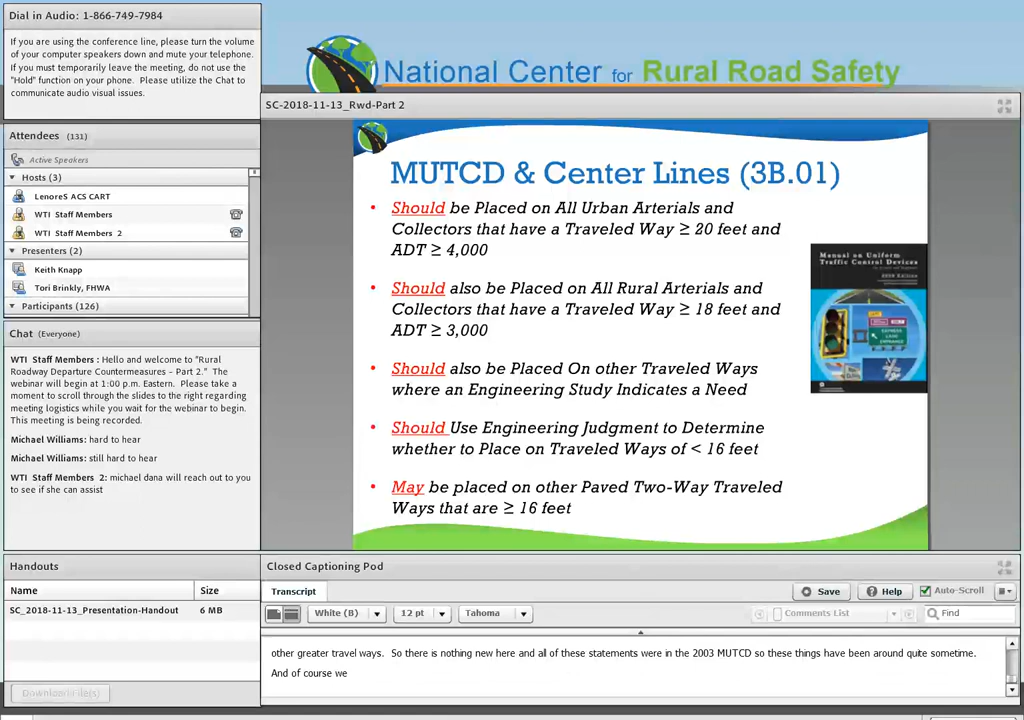 Dial in Audio: 1-866-749-7984
If you are using the conference line, please turn the volume
of your computer speakers down and mute your telephone.
If you must temporarily leave the meeting, do not use the
"Hold" function on your phone.  Please utilize the Chat to
communicate audio visual issues.
National Center for Rural Road Safety
SC-2018-11-13_Rwd-Part 2
Attendees (131)
Active Speakers
Hosts (3)
LenoreS ACS CART
WTI Staff Members
WTI Staff Members 2
Presenters (2)
Keith Knapp
Tori Brinkly, FHWA
Participants (126)
Chat (Everyone)
WTI Staff Members : Hello and welcome to "Rural
Roadway Departure Countermeasures – Part 2."  The
webinar will begin at 1:00 p.m. Eastern.  Please take a
moment to scroll through the slides to the right regarding
meeting logistics while you wait for the webinar to begin.
This meeting is being recorded.
Michael Williams: hard to hear
Michael Williams: still hard to hear
WTI Staff Members 2: michael dana will reach out to you
to see if she can assist
MUTCD & Center Lines (3B.01)
• Should be Placed on All Urban Arterials and
Collectors that have a Traveled Way ≥ 20 feet and
ADT ≥ 4,000
• Should also be Placed on All Rural Arterials and
Collectors that have a Traveled Way ≥ 18 feet and
ADT ≥ 3,000
• Should also be Placed On other Traveled Ways
where an Engineering Study Indicates a Need
• Should Use Engineering Judgment to Determine
whether to Place on Traveled Ways of < 16 feet
• May be placed on other Paved Two-Way Traveled
Ways that are ≥ 16 feet
Manual on Uniform
Traffic Control Devices
2009 Edition
Handouts
Name Size
SC_2018-11-13_Presentation-Handout 6 MB
Download File(s)
Closed Captioning Pod
Transcript
Save
Help
Auto-Scroll
White (B)
12 pt
Tahoma
Comments List
Find
other greater travel ways.  So there is nothing new here and all of these statements were in the 2003 MUTCD so these things have been around quite sometime.
And of course we